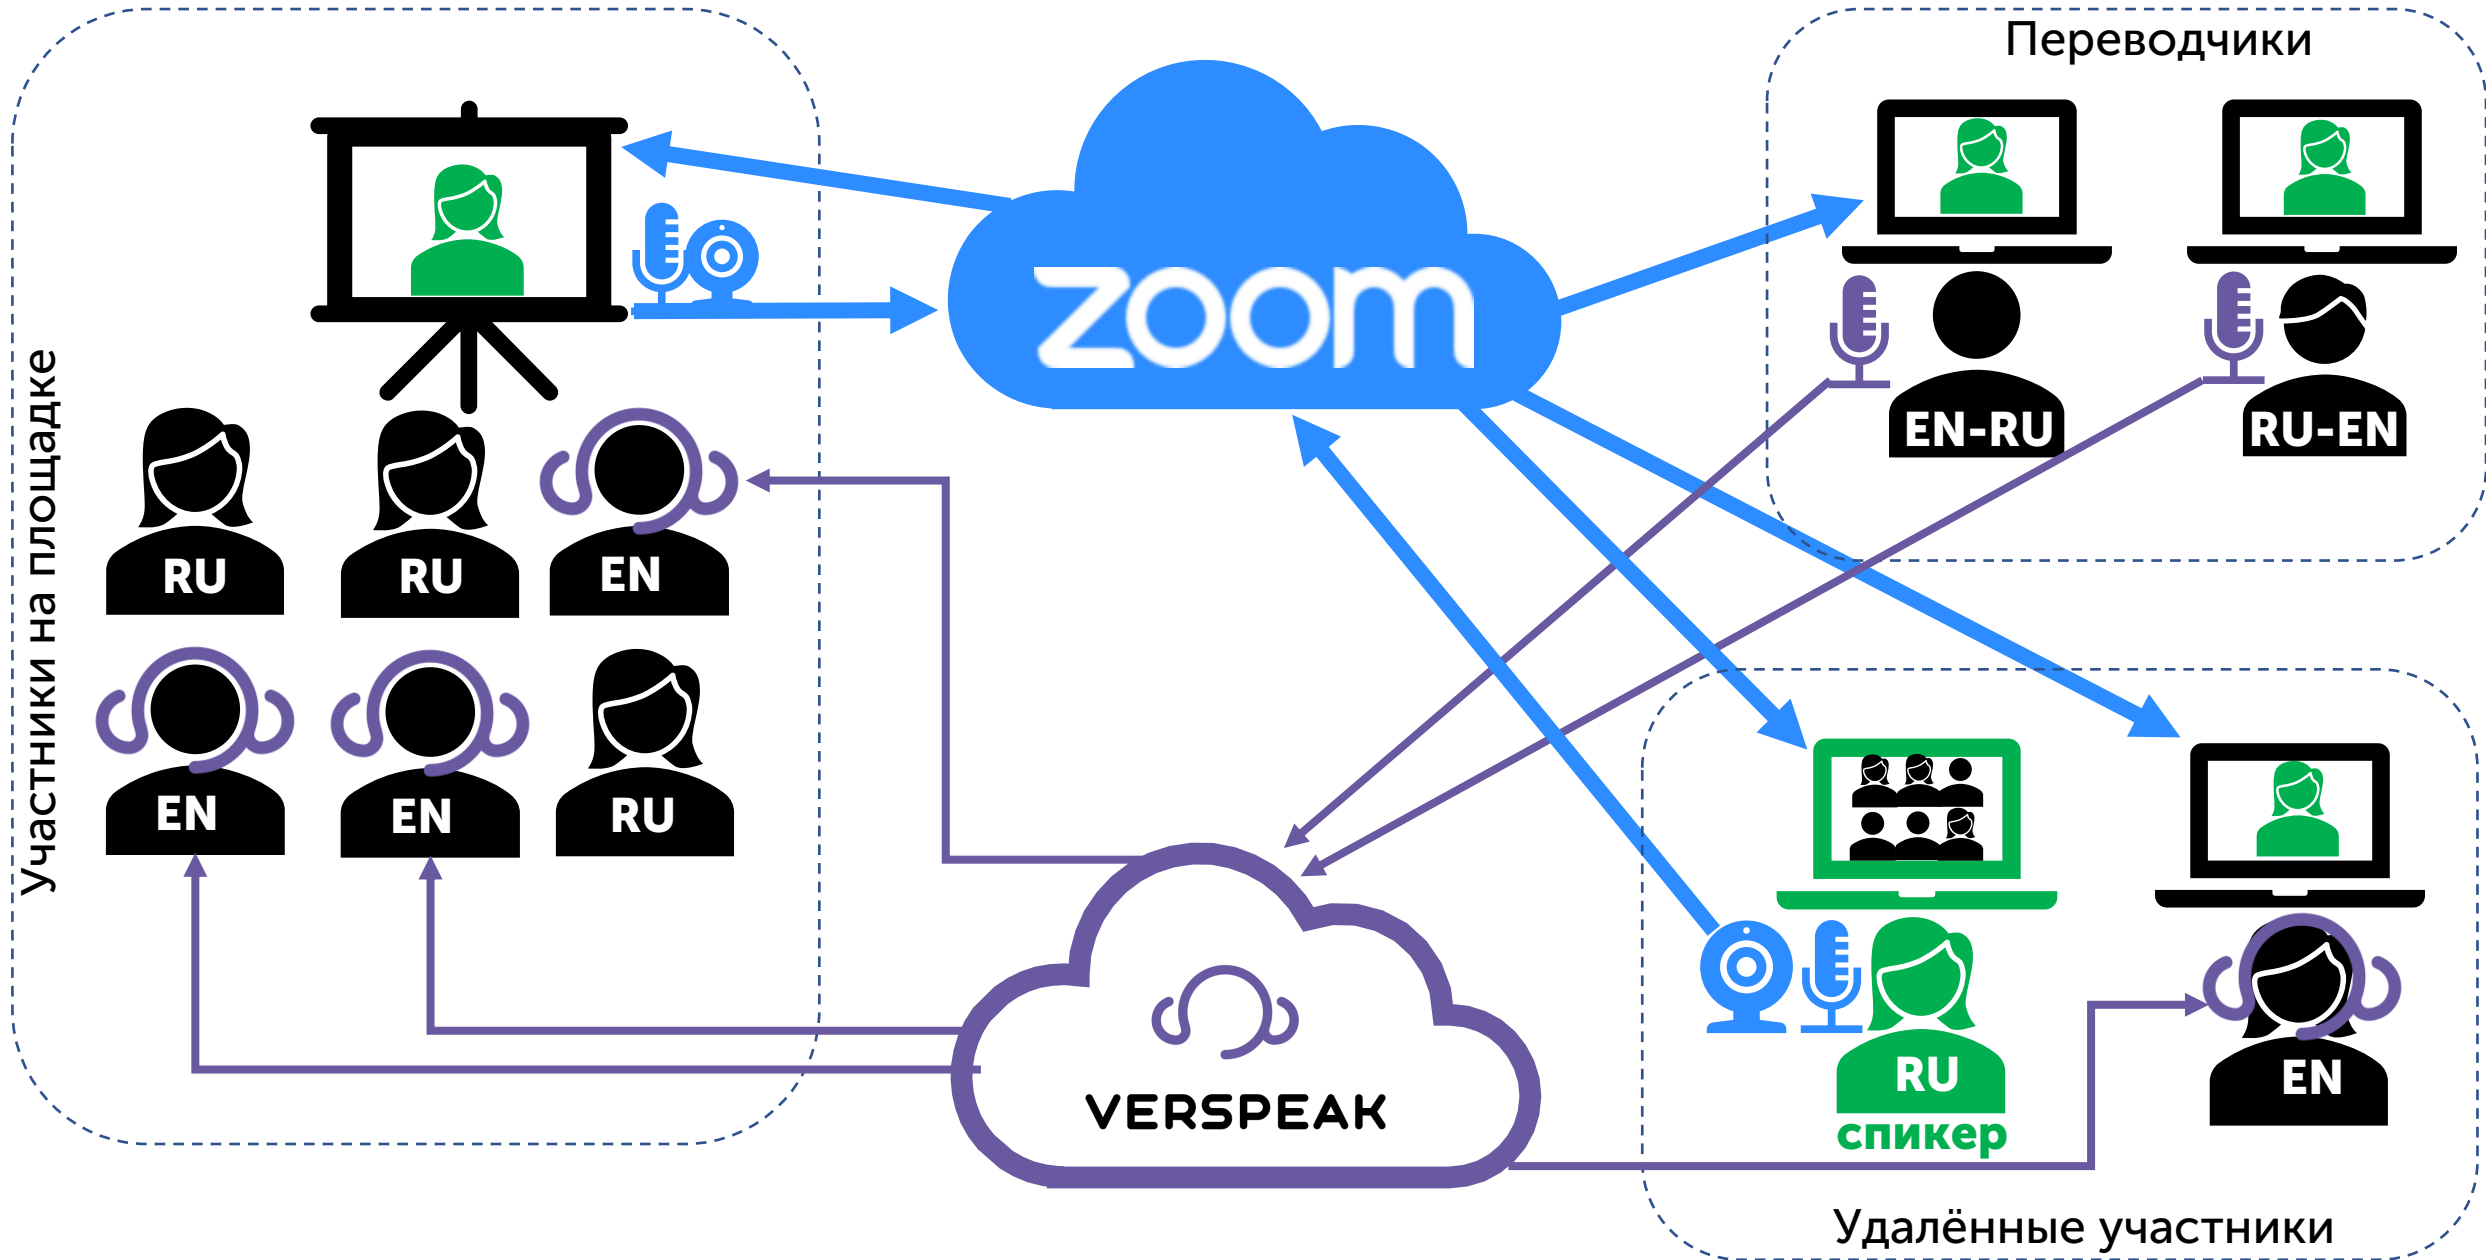 Участники на площадке
RU
RU
EN
EN
EN
RU
zoom
VERSPEAK
Переводчики
EN-RU
RU-EN
RU
спикер
EN
Удалённые участники